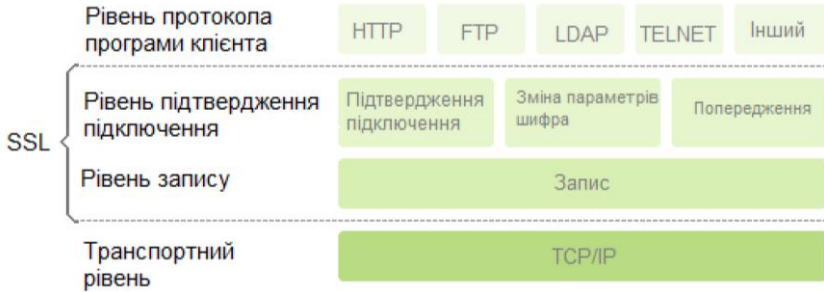 Рівень протокола
програми клієнта
HTTP
FTP
LDAP
TELNET
Інший
SSL
Рівень підтвердження
підключення
Підтвердження
підключення
Зміна параметрів
шифра
Попередження
Рівень запису
Запис
Транспортний
рівень
TCP/IP